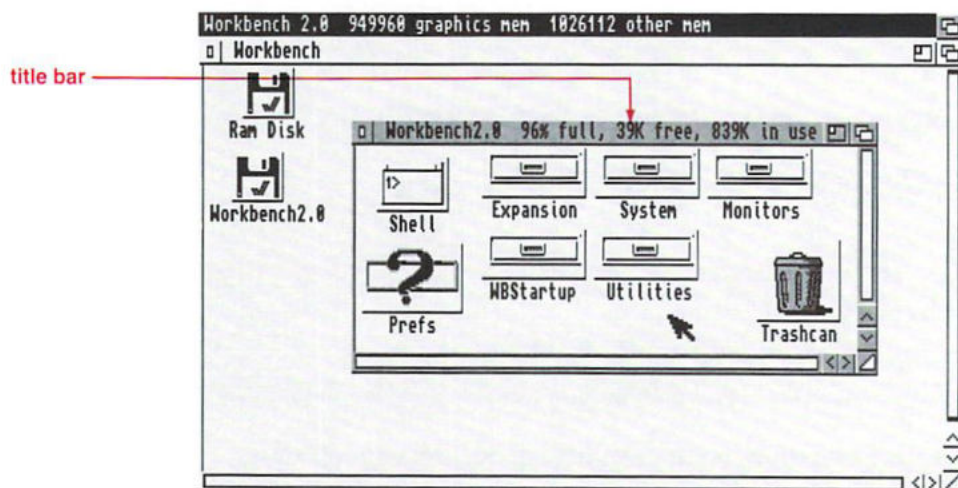 Workbench 2.0 949960 graphics mem 1026112 other mem
Workbench
title bar
Ram Disk
Workbench2.0
Workbench2.0 96% full, 39K free, 839K in use
1>
Shell
Expansion
System
Monitors
Prefs
WBStartup
Utilities
Trashcan